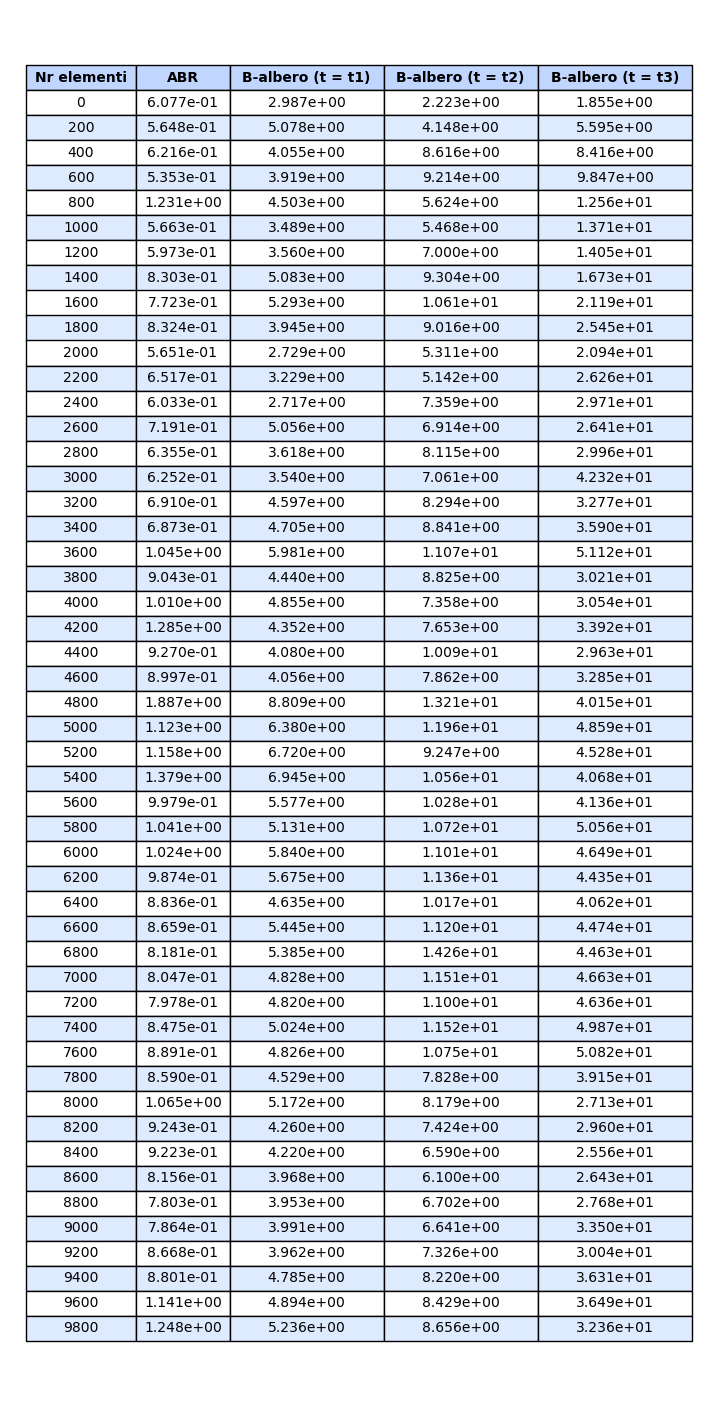 Nr elementi ABR B-albero (t = t1) B-albero (t = t2) B-albero (t = t3)
0 6.077e-01 2.987e+00 2.223e+00 1.855e+00
200 5.648e-01 5.078e+00 4.148e+00 5.595e+00
400 6.216e-01 4.055e+00 8.616e+00 8.416e+00
600 5.353e-01 3.919e+00 9.214e+00 9.847e+00
800 1.231e+00 4.503e+00 5.624e+00 1.256e+01
1000 5.663e-01 3.489e+00 5.468e+00 1.371e+01
1200 5.973e-01 3.560e+00 7.000e+00 1.405e+01
1400 8.303e-01 5.083e+00 9.304e+00 1.673e+01
1600 7.723e-01 5.293e+00 1.061e+01 2.119e+01
1800 8.324e-01 3.945e+00 9.016e+00 2.545e+01
2000 5.651e-01 2.729e+00 5.311e+00 2.094e+01
2200 6.517e-01 3.229e+00 5.142e+00 2.626e+01
2400 6.033e-01 2.717e+00 7.359e+00 2.971e+01
2600 7.191e-01 5.056e+00 6.914e+00 2.641e+01
2800 6.355e-01 3.618e+00 8.115e+00 2.996e+01
3000 6.252e-01 3.540e+00 7.061e+00 4.232e+01
3200 6.910e-01 4.597e+00 8.294e+00 3.277e+01
3400 6.873e-01 4.705e+00 8.841e+00 3.590e+01
3600 1.045e+00 5.981e+00 1.107e+01 5.112e+01
3800 9.043e-01 4.440e+00 8.825e+00 3.021e+01
4000 1.010e+00 4.855e+00 7.358e+00 3.054e+01
4200 1.285e+00 4.352e+00 7.653e+00 3.392e+01
4400 9.270e-01 4.080e+00 1.009e+01 2.963e+01
4600 8.997e-01 4.056e+00 7.862e+00 3.285e+01
4800 1.887e+00 8.809e+00 1.321e+01 4.015e+01
5000 1.123e+00 6.380e+00 1.196e+01 4.859e+01
5200 1.158e+00 6.720e+00 9.247e+00 4.528e+01
5400 1.379e+00 6.945e+00 1.056e+01 4.068e+01
5600 9.979e-01 5.577e+00 1.028e+01 4.136e+01
5800 1.041e+00 5.131e+00 1.072e+01 5.056e+01
6000 1.024e+00 5.840e+00 1.101e+01 4.649e+01
6200 9.874e-01 5.675e+00 1.136e+01 4.435e+01
6400 8.836e-01 4.635e+00 1.017e+01 4.062e+01
6600 8.659e-01 5.445e+00 1.120e+01 4.474e+01
6800 8.181e-01 5.385e+00 1.426e+01 4.463e+01
7000 8.047e-01 4.828e+00 1.151e+01 4.663e+01
7200 7.978e-01 4.820e+00 1.100e+01 4.636e+01
7400 8.475e-01 5.024e+00 1.152e+01 4.987e+01
7600 8.891e-01 4.826e+00 1.075e+01 5.082e+01
7800 8.590e-01 4.529e+00 7.828e+00 3.915e+01
8000 1.065e+00 5.172e+00 8.179e+00 2.713e+01
8200 9.243e-01 4.260e+00 7.424e+00 2.960e+01
8400 9.223e-01 4.220e+00 6.590e+00 2.556e+01
8600 8.156e-01 3.968e+00 6.100e+00 2.643e+01
8800 7.803e-01 3.953e+00 6.702e+00 2.768e+01
9000 7.864e-01 3.991e+00 6.641e+00 3.350e+01
9200 8.668e-01 3.962e+00 7.326e+00 3.004e+01
9400 8.801e-01 4.785e+00 8.220e+00 3.631e+01
9600 1.141e+00 4.894e+00 8.429e+00 3.649e+01
9800 1.248e+00 5.236e+00 8.656e+00 3.236e+01